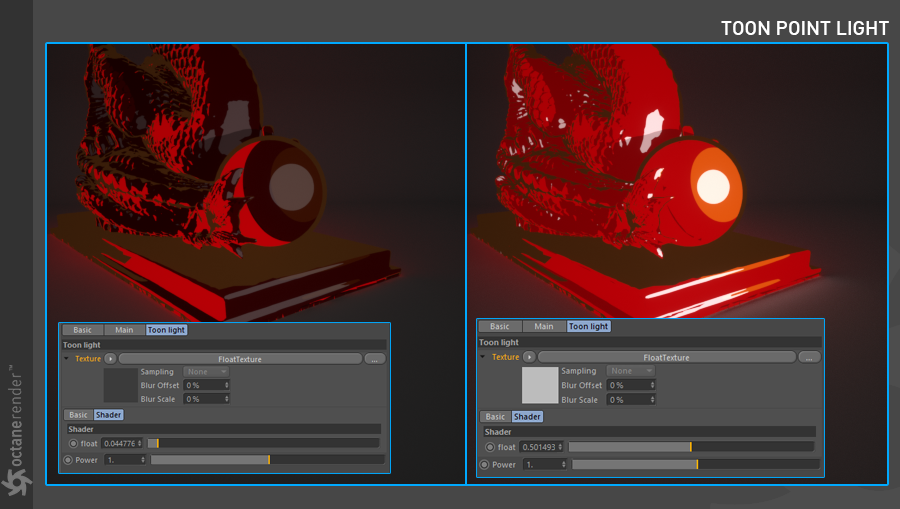 TOON POINT LIGHT
Basic Main Toon light
Toon light
Texture FloatTexture ...
Sampling None
Blur Offset 0 %
Blur Scale 0 %
Basic Shader
Shader
float 0.044776
Power 1.
Basic Main Toon light
Toon light
Texture FloatTexture ...
Sampling None
Blur Offset 0 %
Blur Scale 0 %
Basic Shader
Shader
float 0.501493
Power 1.
octanerender™